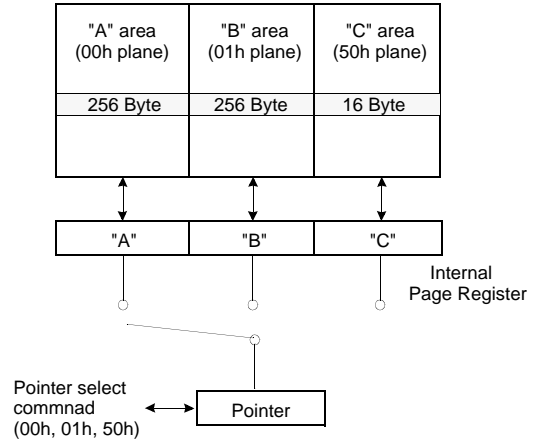 "A" area "B" area "C" area
(00h plane) (01h plane) (50h plane)
256 Byte 256 Byte 16 Byte
"A" "B" "C"
Internal
Page Register
Pointer select
commnad
(00h, 01h, 50h)
Pointer